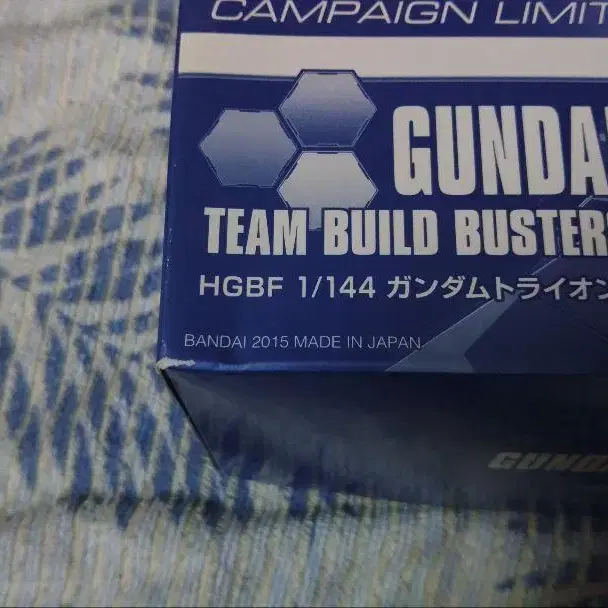 CAMPAIGN LIMIT
GUNDA
TEAM BUILD BUSTER
HGBF 1/144 ガンダムトライオン
BANDAI 2015 MADE IN JAPAN
GUNDA